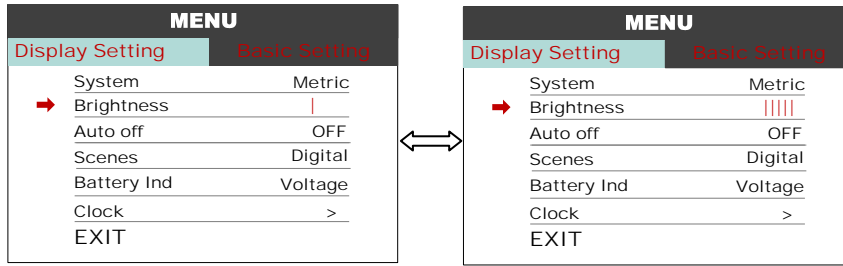 MENU
Display Setting Basic Setting
System Metric
Brightness |
Auto off OFF
Scenes Digital
Battery Ind Voltage
Clock >
EXIT
MENU
Display Setting Basic Setting
System Metric
Brightness |||||
Auto off OFF
Scenes Digital
Battery Ind Voltage
Clock >
EXIT